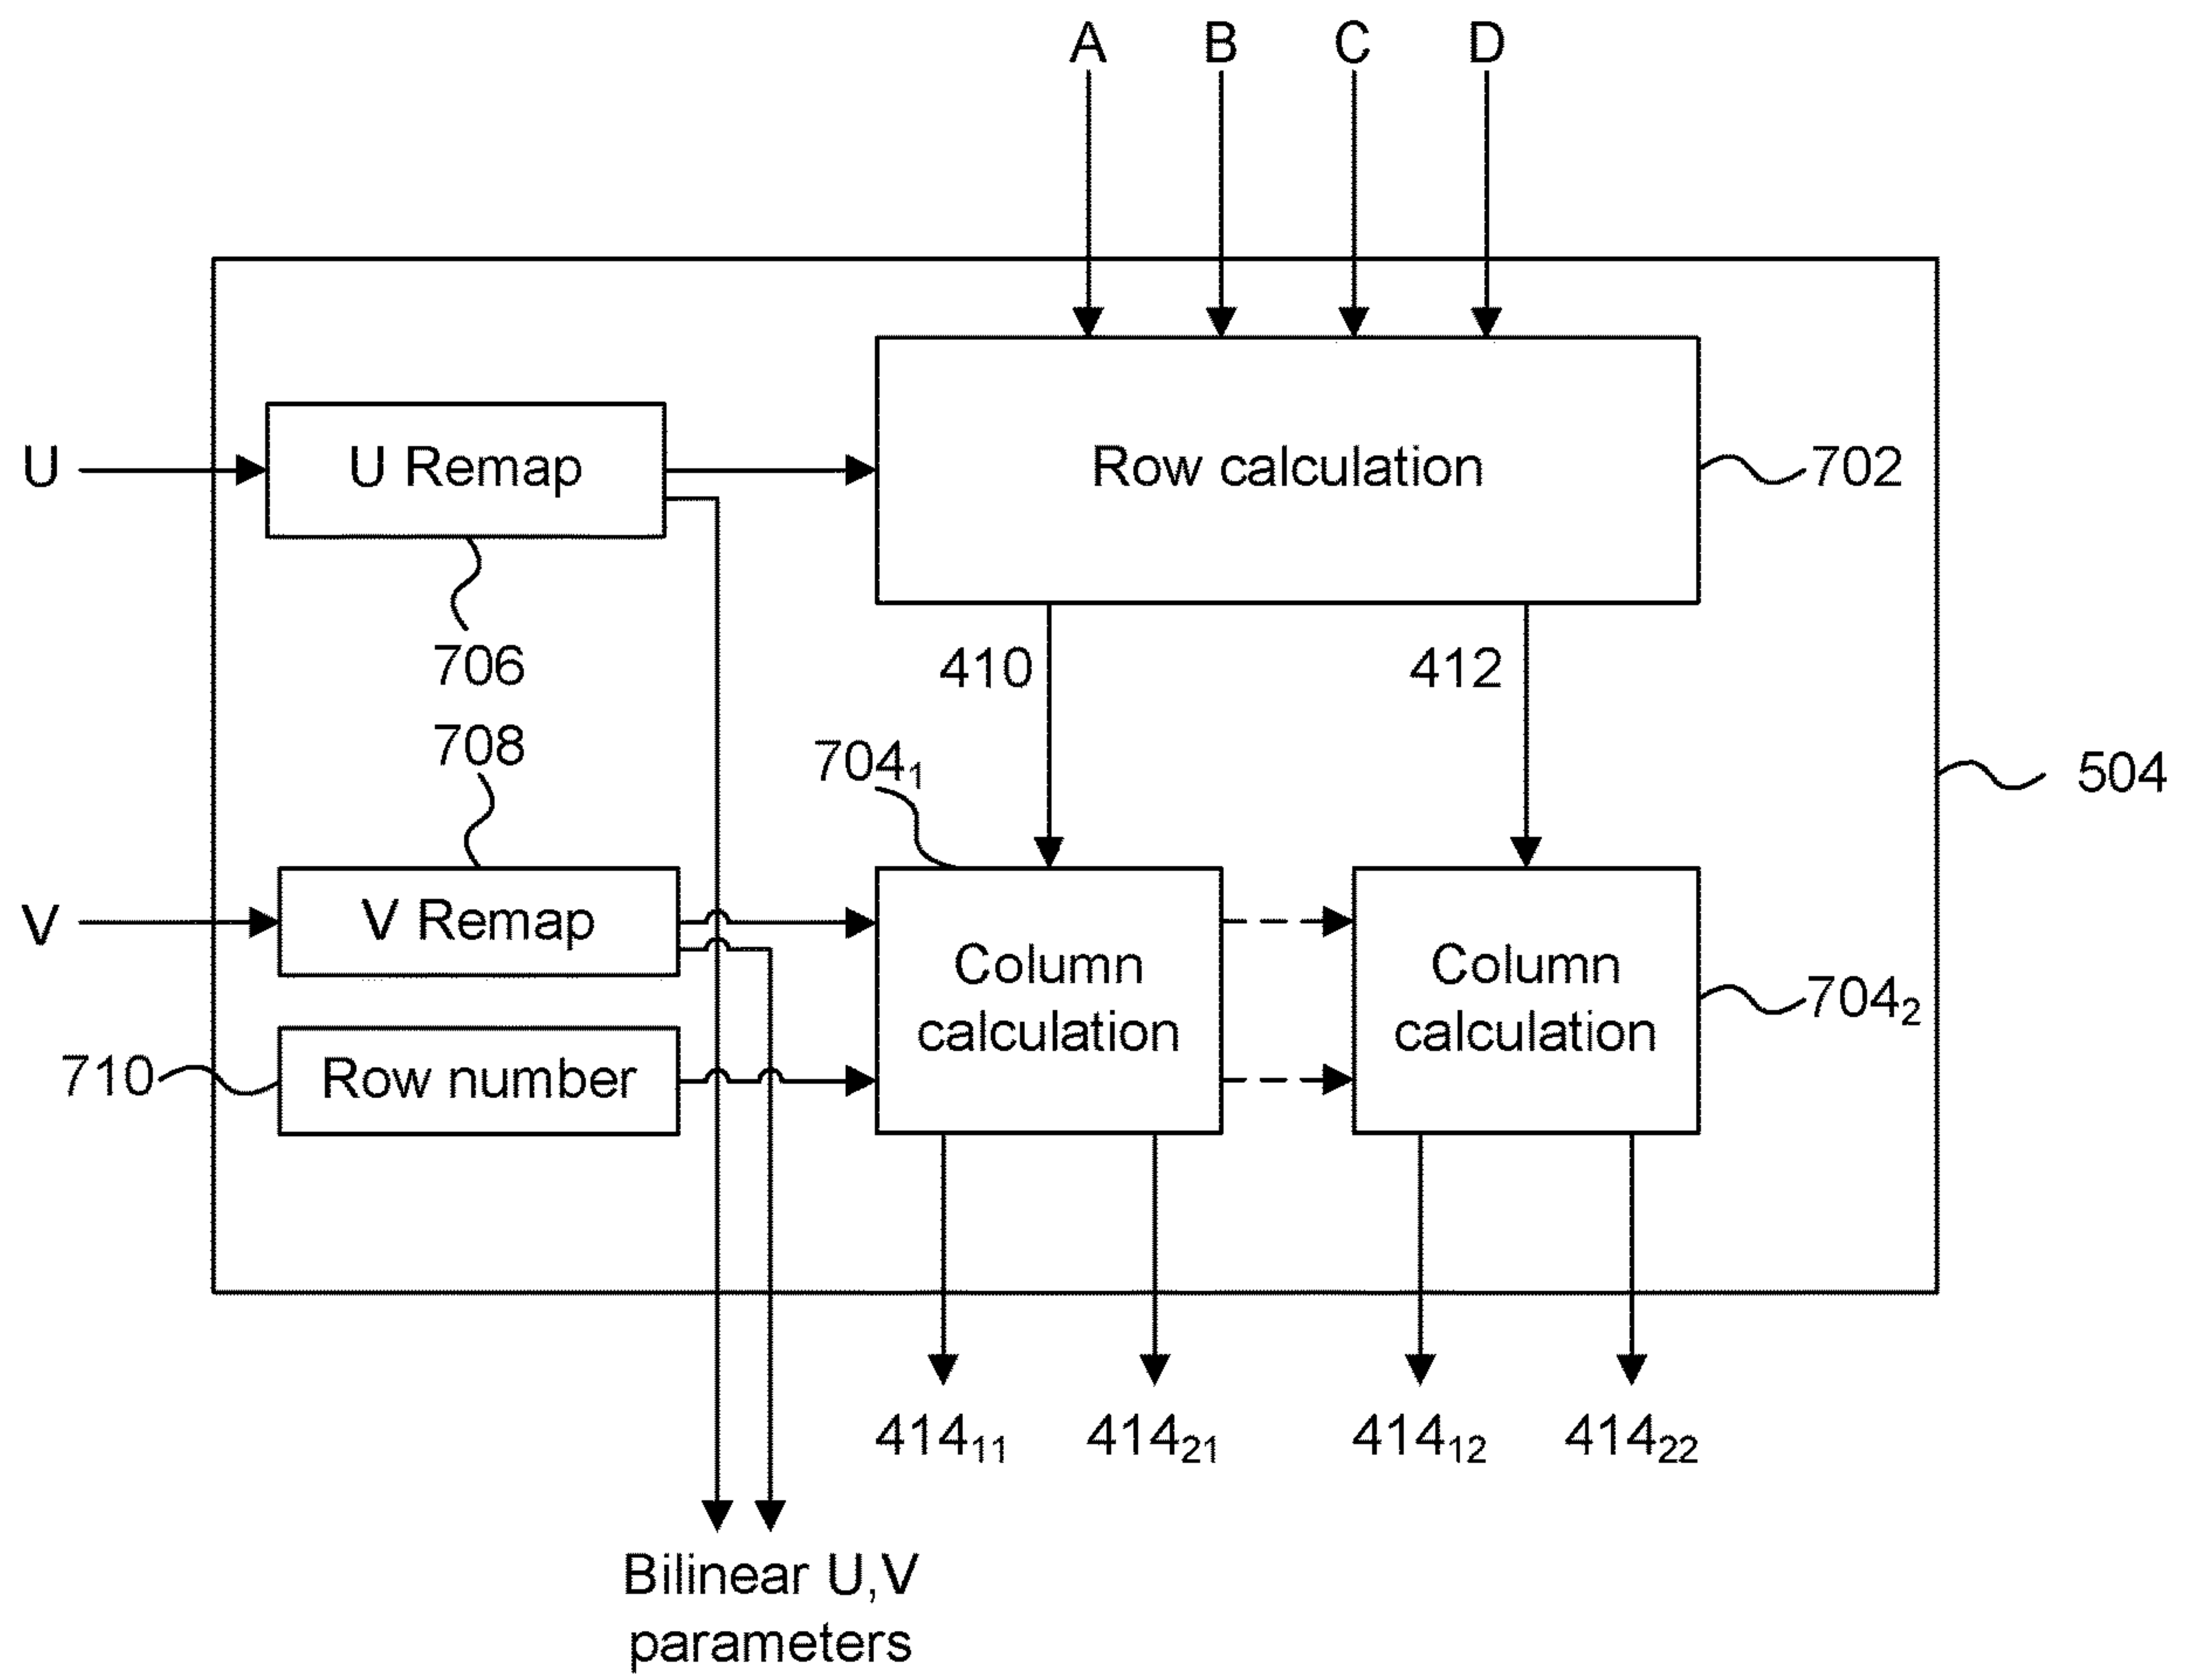 A B C D
U
U Remap
Row calculation
702
706
410
412
708
704₁
504
V
V Remap
Column
calculation
Column
calculation
704₂
710
Row number
414₁₁
414₂₁
414₁₂
414₂₂
Bilinear U,V
parameters